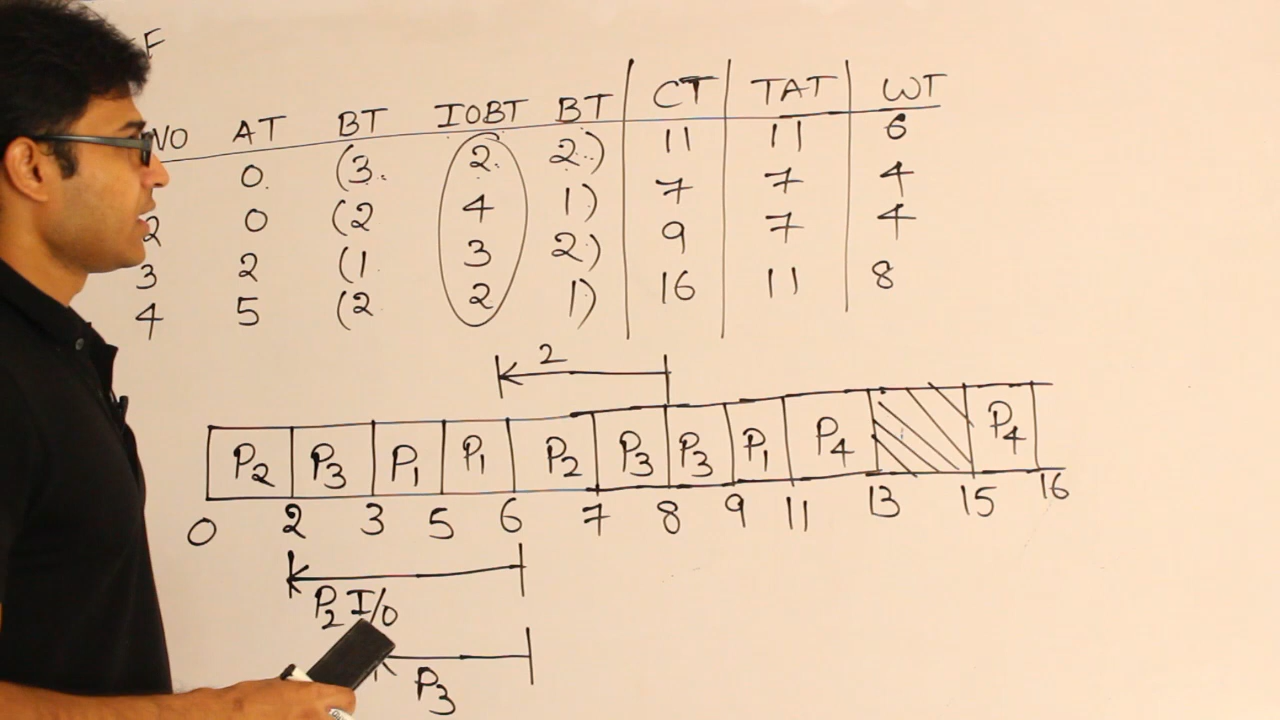 F
NO AT BT IOBT BT CT TAT WT
0. (3. 2. 2.) 11 11 6
2 0 (2 4 1) 7 7 4
3 2 (1 3 2) 9 7 4
4 5 (2 2 1) 16 11 8
2
P2 P3 P1 P1 P2 P3 P3 P1 P4 P4
0 2 3 5 6 7 8 9 11 13 15 16
P2 I/O
P3